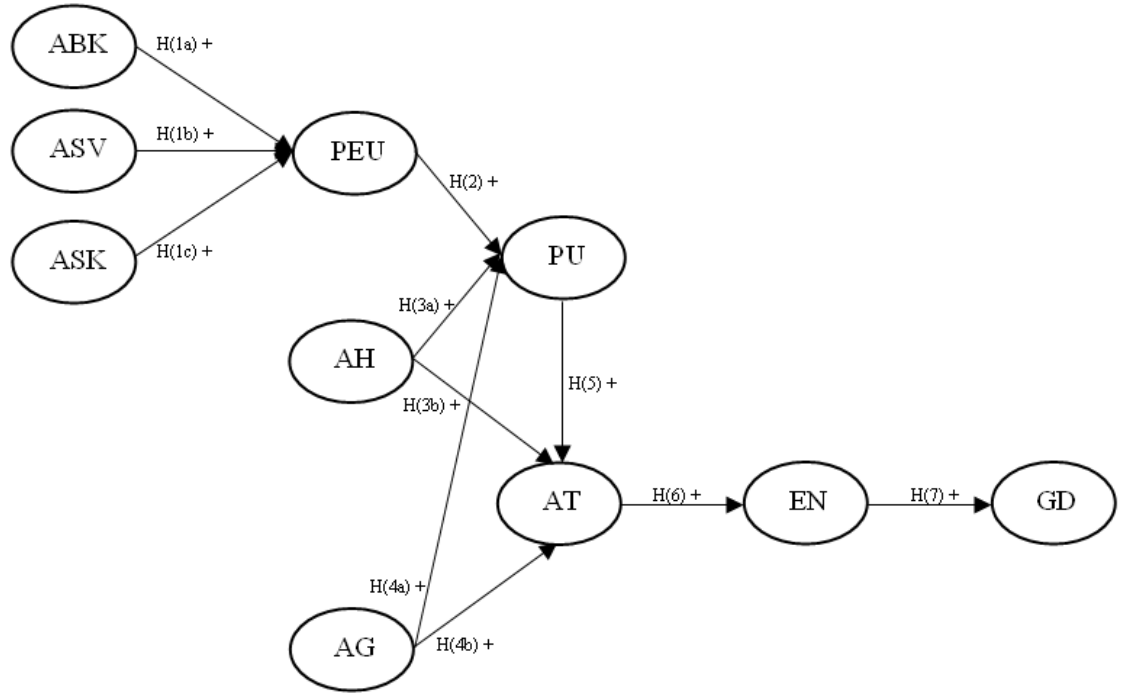 ABK
H(1a) +
ASV
H(1b) +
PEU
H(2) +
ASK
H(1c) +
PU
H(3a) +
AH
H(3b) +
H(5) +
AT
H(6) +
EN
H(7) +
GD
H(4a) +
AG
H(4b) +